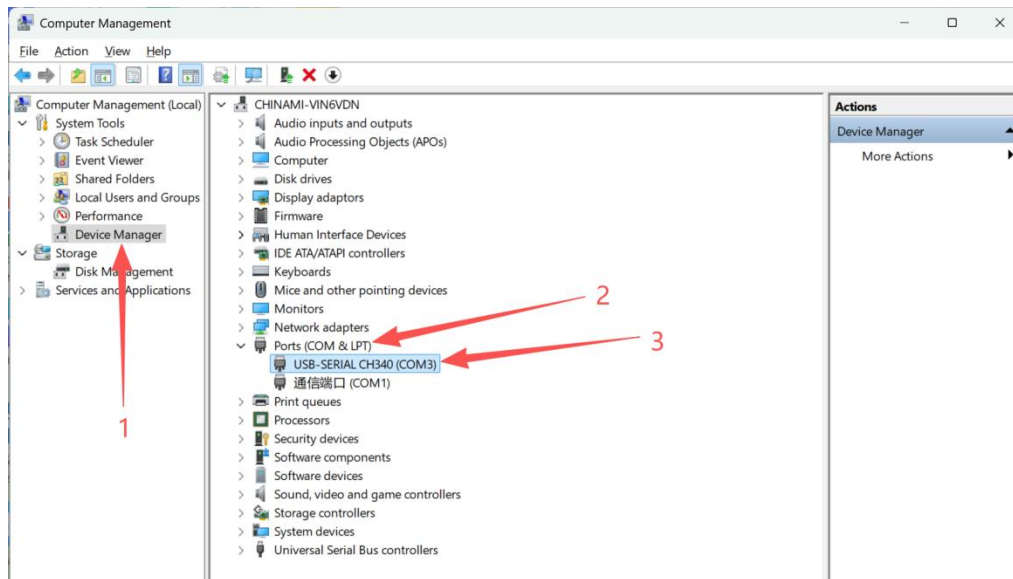 Computer Management
File Action View Help
Computer Management (Local)
System Tools
Task Scheduler
Event Viewer
Shared Folders
Local Users and Groups
Performance
Device Manager
Storage
Disk Management
Services and Applications
1
CHINAMI-VIN6VDN
Audio inputs and outputs
Audio Processing Objects (APOs)
Computer
Disk drives
Display adaptors
Firmware
Human Interface Devices
IDE ATA/ATAPI controllers
Keyboards
Mice and other pointing devices
Monitors
Network adapters
Ports (COM & LPT)
USB-SERIAL CH340 (COM3)
通信端口 (COM1)
Print queues
Processors
Security devices
Software components
Software devices
Sound, video and game controllers
Storage controllers
System devices
Universal Serial Bus controllers
2
3
Actions
Device Manager
More Actions